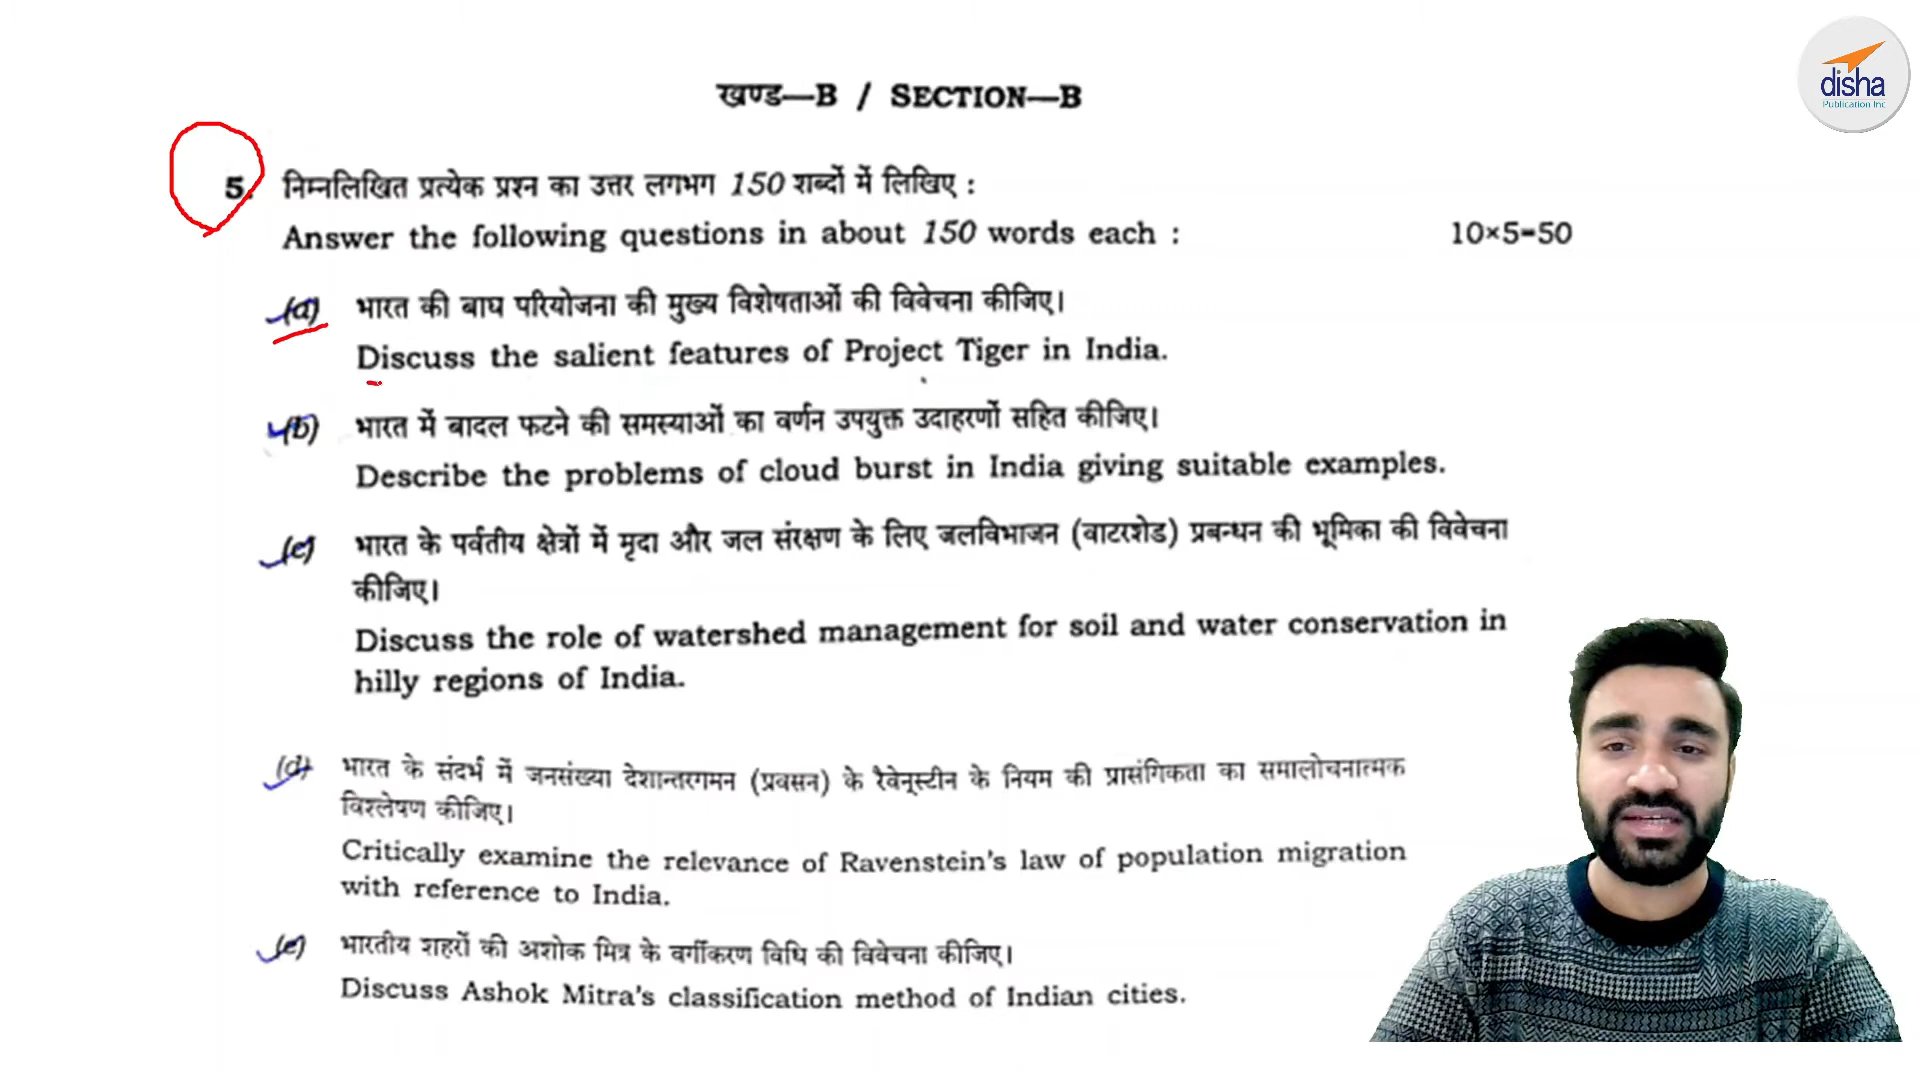 disha
Publication Inc
खण्ड—B / SECTION—B
5. निम्नलिखित प्रत्येक प्रश्न का उत्तर लगभग 150 शब्दों में लिखिए :
Answer the following questions in about 150 words each : 10×5=50
(a) भारत की बाघ परियोजना की मुख्य विशेषताओं की विवेचना कीजिए।
Discuss the salient features of Project Tiger in India.
(b) भारत में बादल फटने की समस्याओं का वर्णन उपयुक्त उदाहरणों सहित कीजिए।
Describe the problems of cloud burst in India giving suitable examples.
(c) भारत के पर्वतीय क्षेत्रों में मृदा और जल संरक्षण के लिए जलविभाजन (वाटरशेड) प्रबन्धन की भूमिका की विवेचना
कीजिए।
Discuss the role of watershed management for soil and water conservation in
hilly regions of India.
(d) भारत के संदर्भ में जनसंख्या देशान्तरगमन (प्रवसन) के रैवेन्स्टीन के नियम की प्रासंगिकता का समालोचनात्मक
विश्लेषण कीजिए।
Critically examine the relevance of Ravenstein's law of population migration
with reference to India.
(e) भारतीय शहरों की अशोक मित्र के वर्गीकरण विधि की विवेचना कीजिए।
Discuss Ashok Mitra's classification method of Indian cities.